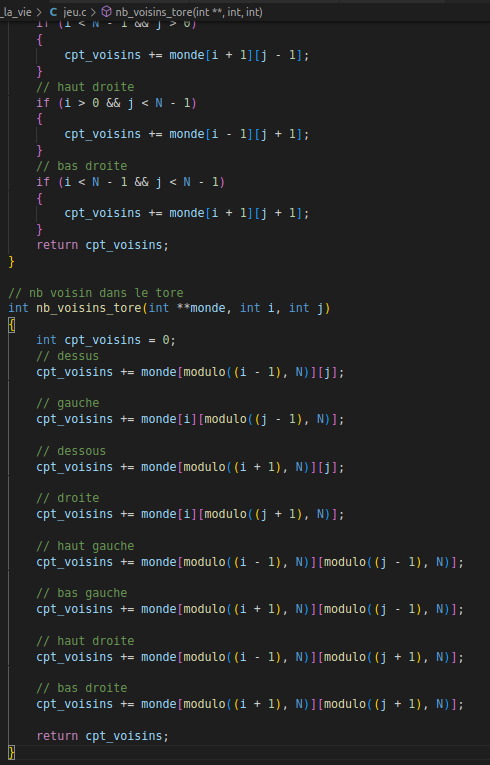 _la_vie > C jeu.c > nb_voisins_tore(int **, int, int)
if (i < N - 1 && j > 0)
{
cpt_voisins += monde[i + 1][j - 1];
}
// haut droite
if (i > 0 && j < N - 1)
{
cpt_voisins += monde[i - 1][j + 1];
}
// bas droite
if (i < N - 1 && j < N - 1)
{
cpt_voisins += monde[i + 1][j + 1];
}
return cpt_voisins;
}
// nb voisin dans le tore
int nb_voisins_tore(int **monde, int i, int j)
{
int cpt_voisins = 0;
// dessus
cpt_voisins += monde[modulo((i - 1), N)][j];
// gauche
cpt_voisins += monde[i][modulo((j - 1), N)];
// dessous
cpt_voisins += monde[modulo((i + 1), N)][j];
// droite
cpt_voisins += monde[i][modulo((j + 1), N)];
// haut gauche
cpt_voisins += monde[modulo((i - 1), N)][modulo((j - 1), N)];
// bas gauche
cpt_voisins += monde[modulo((i + 1), N)][modulo((j - 1), N)];
// haut droite
cpt_voisins += monde[modulo((i - 1), N)][modulo((j + 1), N)];
// bas droite
cpt_voisins += monde[modulo((i + 1), N)][modulo((j + 1), N)];
return cpt_voisins;
}